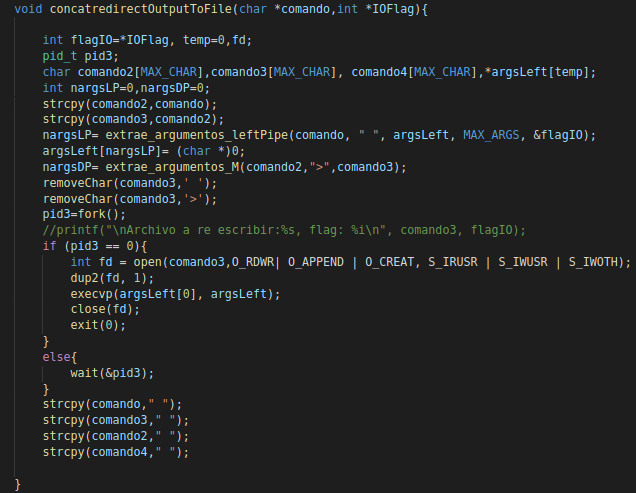 void concatredirectOutputToFile(char *comando,int *IOFlag){
int flagIO=*IOFlag, temp=0,fd;
pid_t pid3;
char comando2[MAX_CHAR],comando3[MAX_CHAR], comando4[MAX_CHAR],*argsLeft[temp];
int nargsLP=0,nargsDP=0;
strcpy(comando2,comando);
strcpy(comando3,comando2);
nargsLP= extrae_argumentos_leftPipe(comando, " ", argsLeft, MAX_ARGS, &flagIO);
argsLeft[nargsLP]= (char *)0;
nargsDP= extrae_argumentos_M(comando2,">",comando3);
removeChar(comando3,' ');
removeChar(comando3,'>');
pid3=fork();
//printf("\nArchivo a re escribir:%s, flag: %i\n", comando3, flagIO);
if (pid3 == 0){
int fd = open(comando3,O_RDWR| O_APPEND | O_CREAT, S_IRUSR | S_IWUSR | S_IWOTH);
dup2(fd, 1);
execvp(argsLeft[0], argsLeft);
close(fd);
exit(0);
}
else{
wait(&pid3);
}
strcpy(comando," ");
strcpy(comando3," ");
strcpy(comando2," ");
strcpy(comando4," ");
}